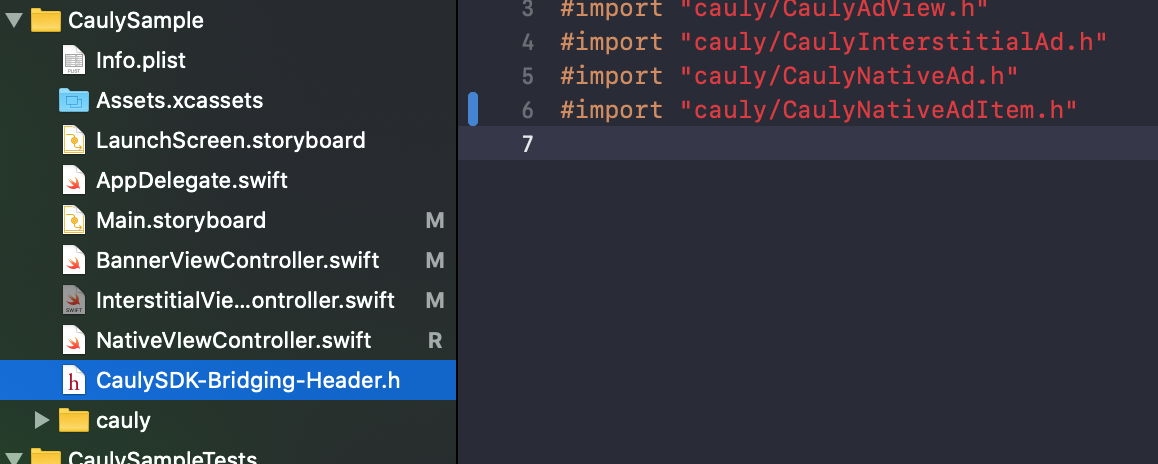 CaulySample
Info.plist
Assets.xcassets
LaunchScreen.storyboard
AppDelegate.swift
Main.storyboard M
BannerViewController.swift M
InterstitialVie...ontroller.swift M
NativeVIewController.swift R
CaulySDK-Bridging-Header.h
cauly
CaulySampleTests
3 #import "cauly/CaulyAdView.h"
4 #import "cauly/CaulyInterstitialAd.h"
5 #import "cauly/CaulyNativeAd.h"
6 #import "cauly/CaulyNativeAdItem.h"
7